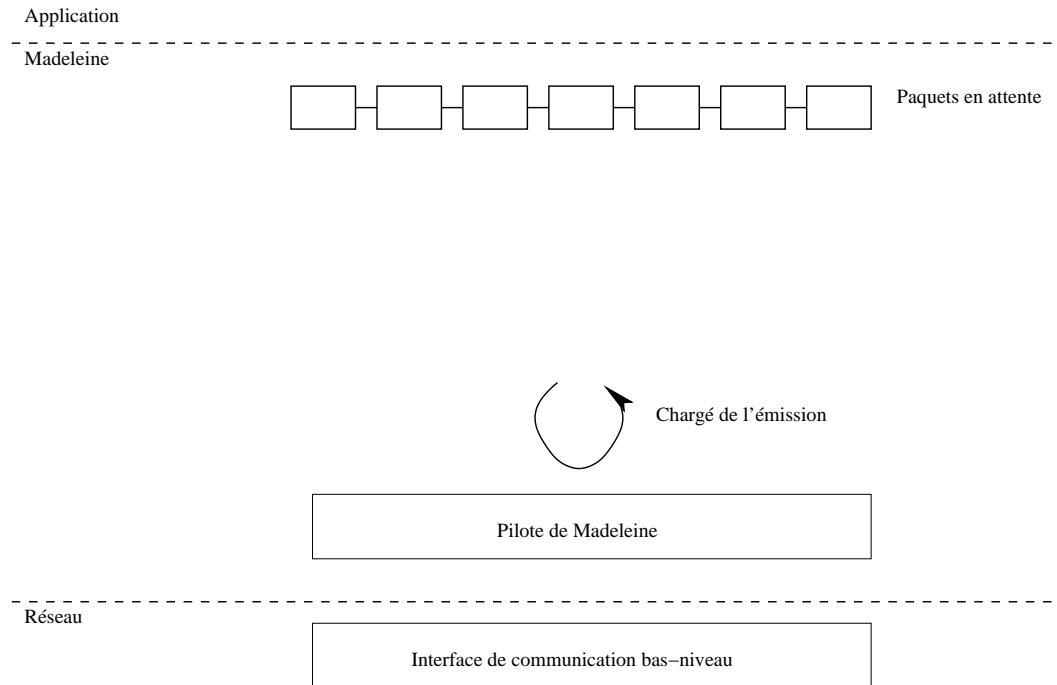 Application
Madeleine
Paquets en attente
Chargé de l'émission
Pilote de Madeleine
Réseau
Interface de communication bas−niveau